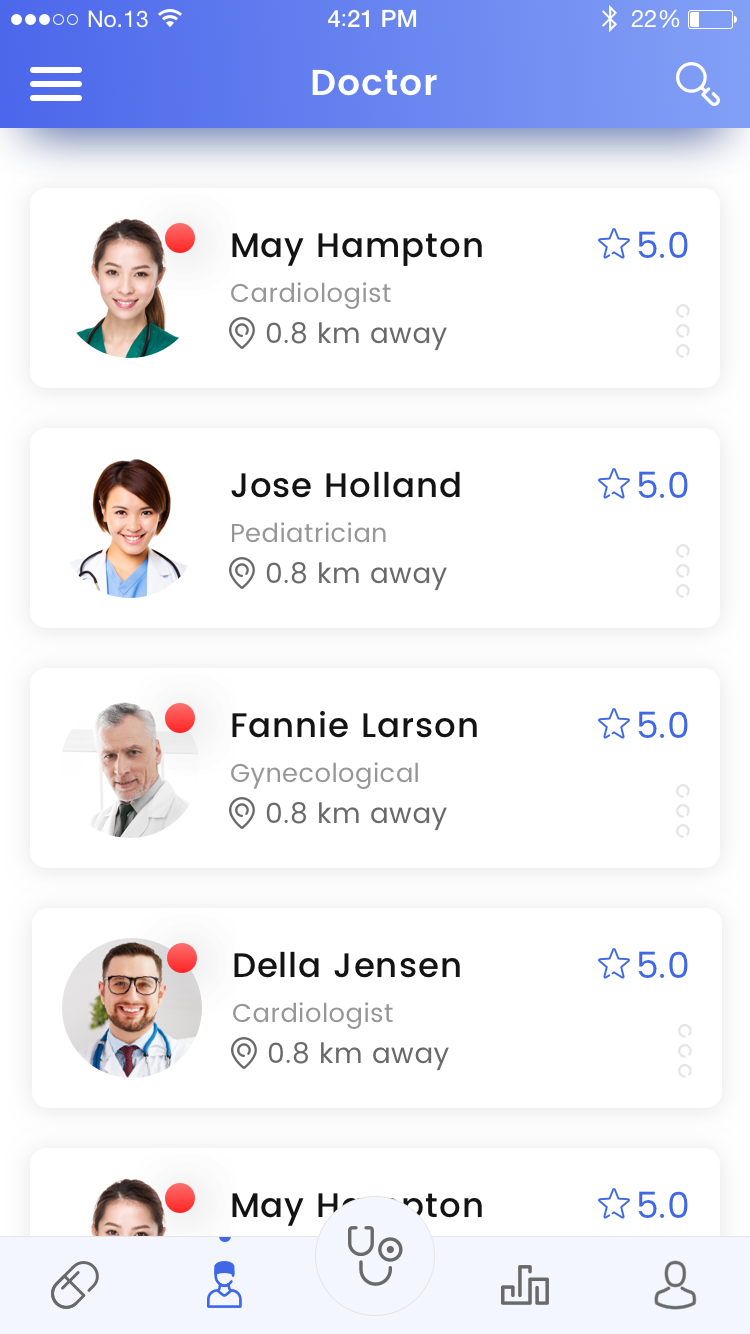 No.13 4:21 PM 22%
Doctor
May Hampton 5.0
Cardiologist
0.8 km away
Jose Holland 5.0
Pediatrician
0.8 km away
Fannie Larson 5.0
Gynecological
0.8 km away
Della Jensen 5.0
Cardiologist
0.8 km away
May Hampton 5.0